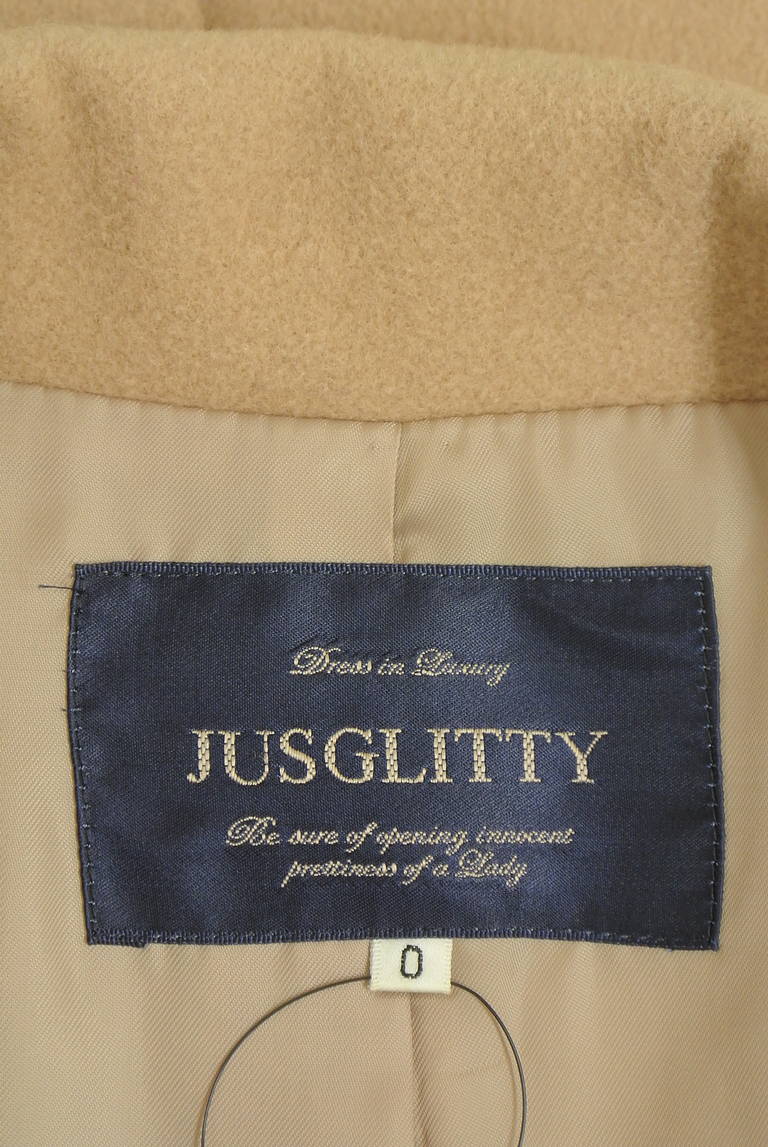 Dress in Luxury
JUSGLITTY
Be sure of opening innocent
prettiness of a Lady
0